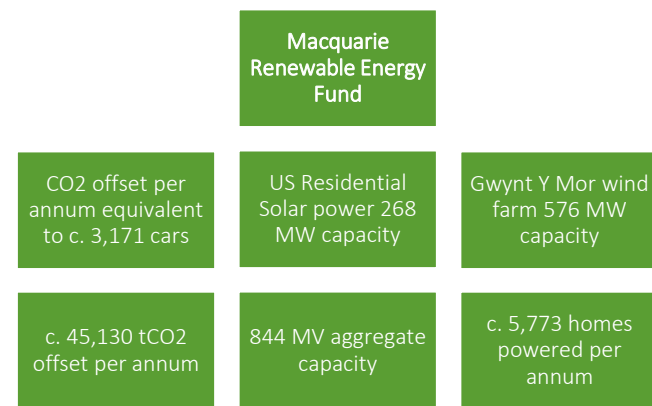 Macquarie
Renewable Energy
Fund
CO2 offset per
annum equivalent
to c. 3,171 cars
US Residential
Solar power 268
MW capacity
Gwynt Y Mor wind
farm 576 MW
capacity
c. 45,130 tCO2
offset per annum
844 MV aggregate
capacity
c. 5,773 homes
powered per
annum